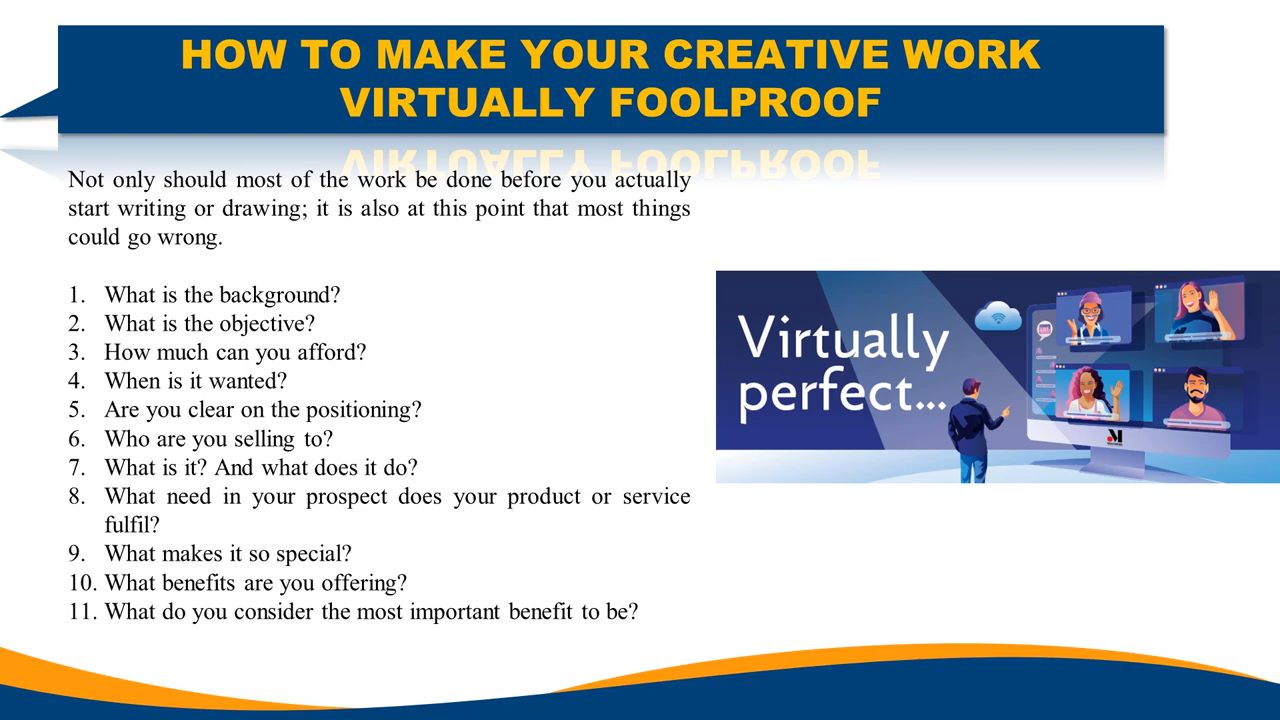 HOW TO MAKE YOUR CREATIVE WORK
VIRTUALLY FOOLPROOF
Not only should most of the work be done before you actually
start writing or drawing; it is also at this point that most things
could go wrong.
1. What is the background?
2. What is the objective?
3. How much can you afford?
4. When is it wanted?
5. Are you clear on the positioning?
6. Who are you selling to?
7. What is it? And what does it do?
8. What need in your prospect does your product or service
fulfil?
9. What makes it so special?
10. What benefits are you offering?
11. What do you consider the most important benefit to be?
Virtually
perfect...